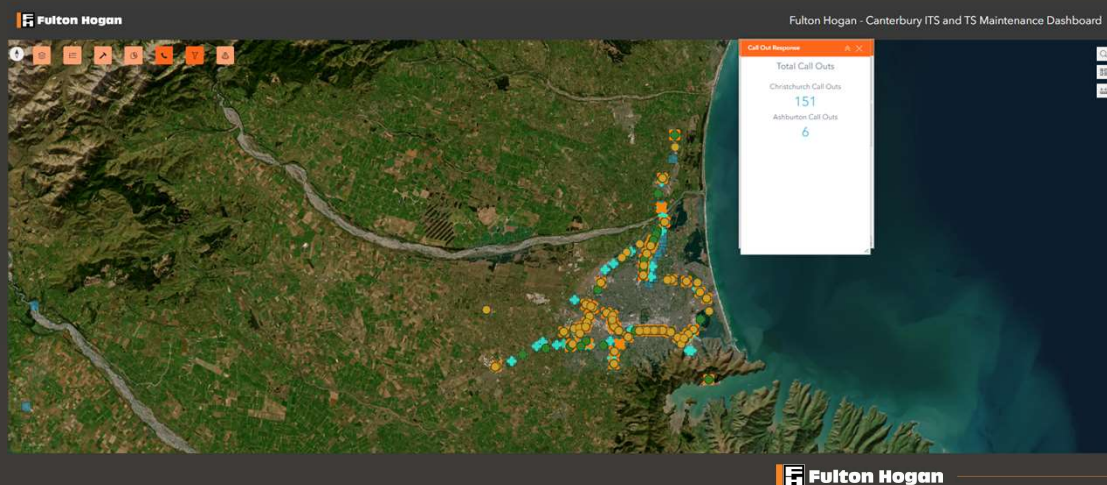 Fulton Hogan
Fulton Hogan - Canterbury ITS and TS Maintenance Dashboard
Call Out Response
Total Call Outs
Christchurch Call Outs
151
Ashburton Call Outs
6
Fulton Hogan